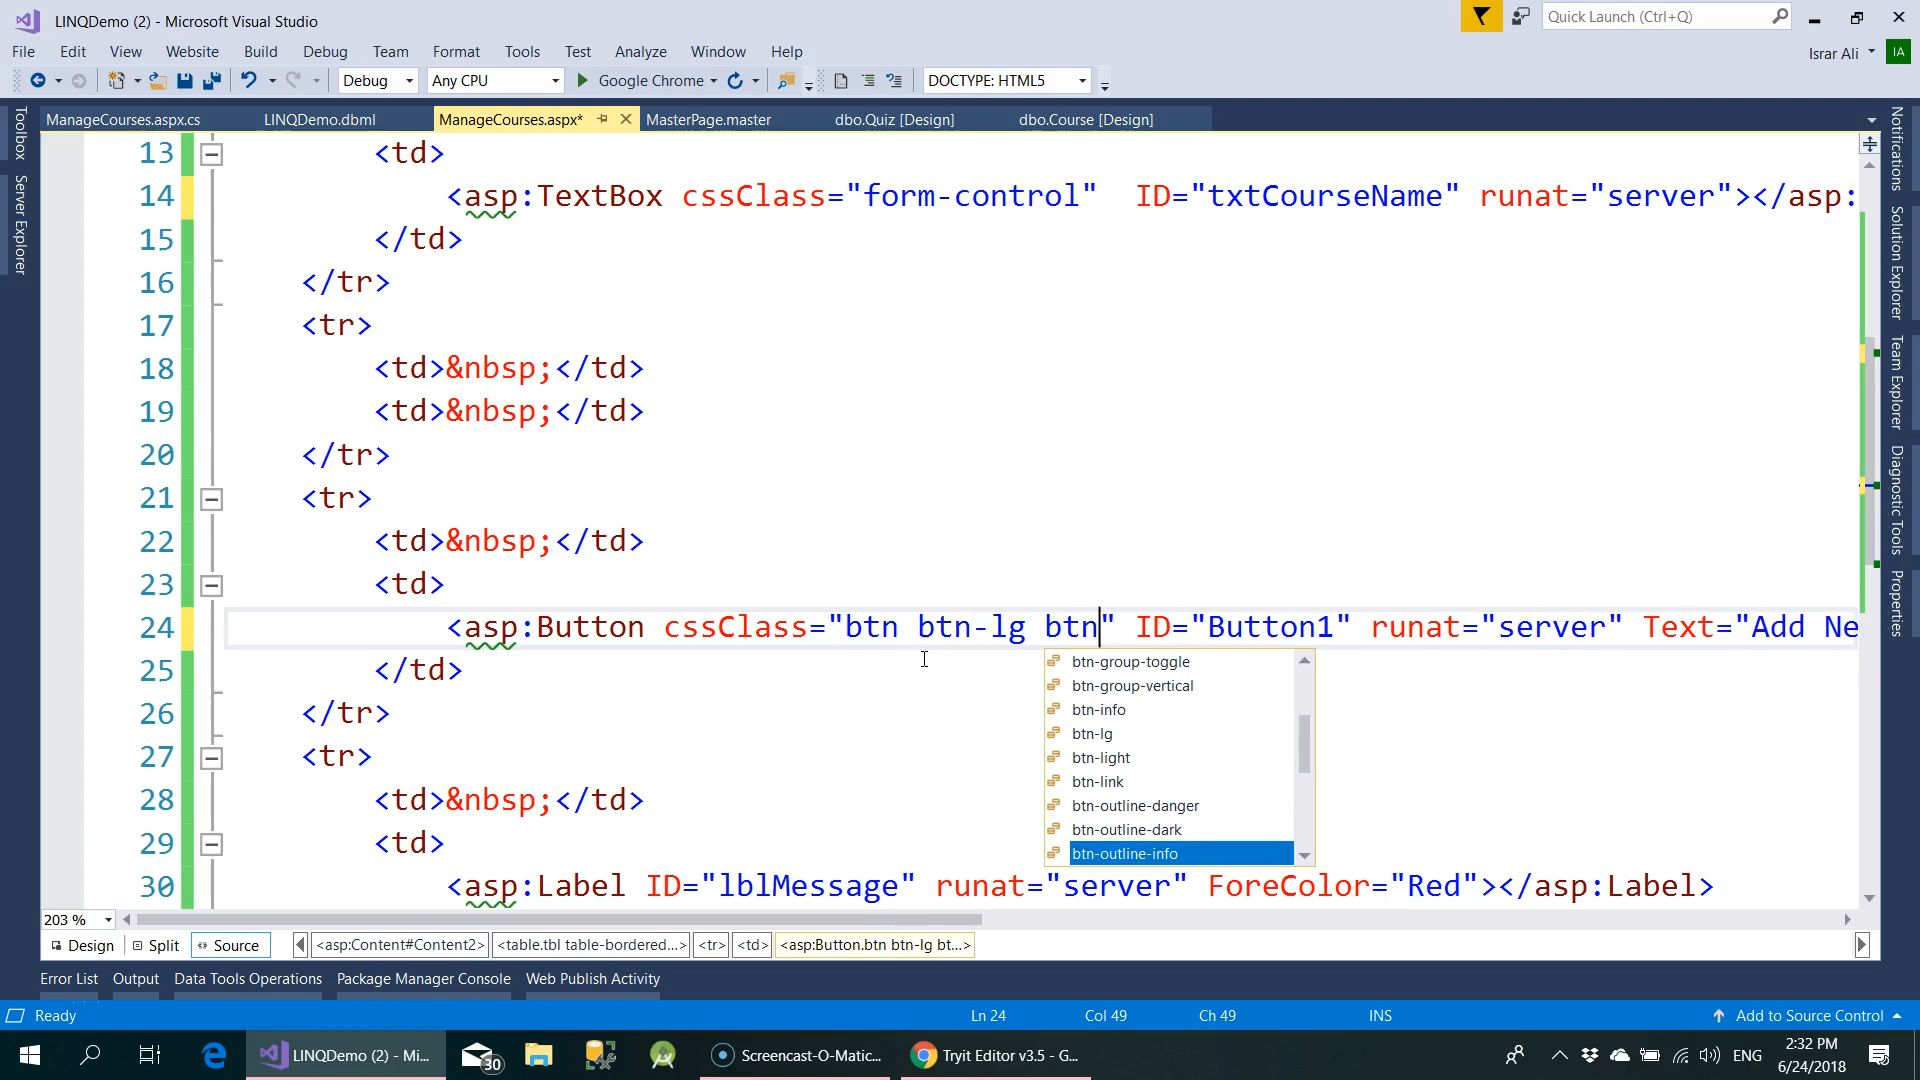 LINQDemo (2) - Microsoft Visual Studio
Quick Launch (Ctrl+Q)
File Edit View Website Build Debug Team Format Tools Test Analyze Window Help
Israr Ali IA
Debug Any CPU Google Chrome DOCTYPE: HTML5
ManageCourses.aspx.cs LINQDemo.dbml ManageCourses.aspx* MasterPage.master dbo.Quiz [Design] dbo.Course [Design]
Toolbox
Server Explorer
13 <td>
14 <asp:TextBox cssClass="form-control" ID="txtCourseName" runat="server"></asp:
15 </td>
16 </tr>
17 <tr>
18 <td>&nbsp;</td>
19 <td>&nbsp;</td>
20 </tr>
21 <tr>
22 <td>&nbsp;</td>
23 <td>
24 <asp:Button cssClass="btn btn-lg btn" ID="Button1" runat="server" Text="Add Ne
25 </td>
26 </tr>
27 <tr>
28 <td>&nbsp;</td>
29 <td>
30 <asp:Label ID="lblMessage" runat="server" ForeColor="Red"></asp:Label>
btn-group-toggle
btn-group-vertical
btn-info
btn-lg
btn-light
btn-link
btn-outline-danger
btn-outline-dark
btn-outline-info
Notifications
Solution Explorer
Team Explorer
Diagnostic Tools
Properties
203 %
Design Split Source <asp:Content#Content2> <table.tbl table-bordered...> <tr> <td> <asp:Button.btn btn-lg bt...>
Error List Output Data Tools Operations Package Manager Console Web Publish Activity
Ready Ln 24 Col 49 Ch 49 INS Add to Source Control
LINQDemo (2) - Mi... 30 Screencast-O-Matic... Tryit Editor v3.5 - G... ENG 2:32 PM
6/24/2018